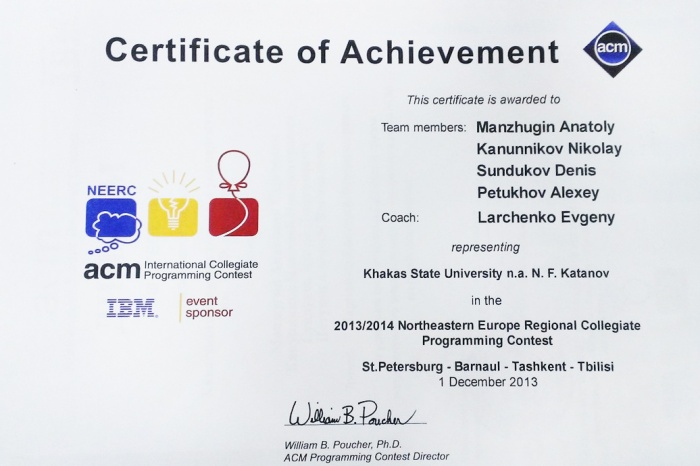 Certificate of Achievement
acm
This certificate is awarded to
Team members: Manzhugin Anatoly
Kanunnikov Nikolay
Sundukov Denis
Petukhov Alexey
Coach: Larchenko Evgeny
representing
Khakas State University n.a. N. F. Katanov
in the
2013/2014 Northeastern Europe Regional Collegiate
Programming Contest
St.Petersburg - Barnaul - Tashkent - Tbilisi
1 December 2013
NEERC
acm International Collegiate
Programming Contest
IBM. event
sponsor
William B. Poucher
William B. Poucher, Ph.D.
ACM Programming Contest Director